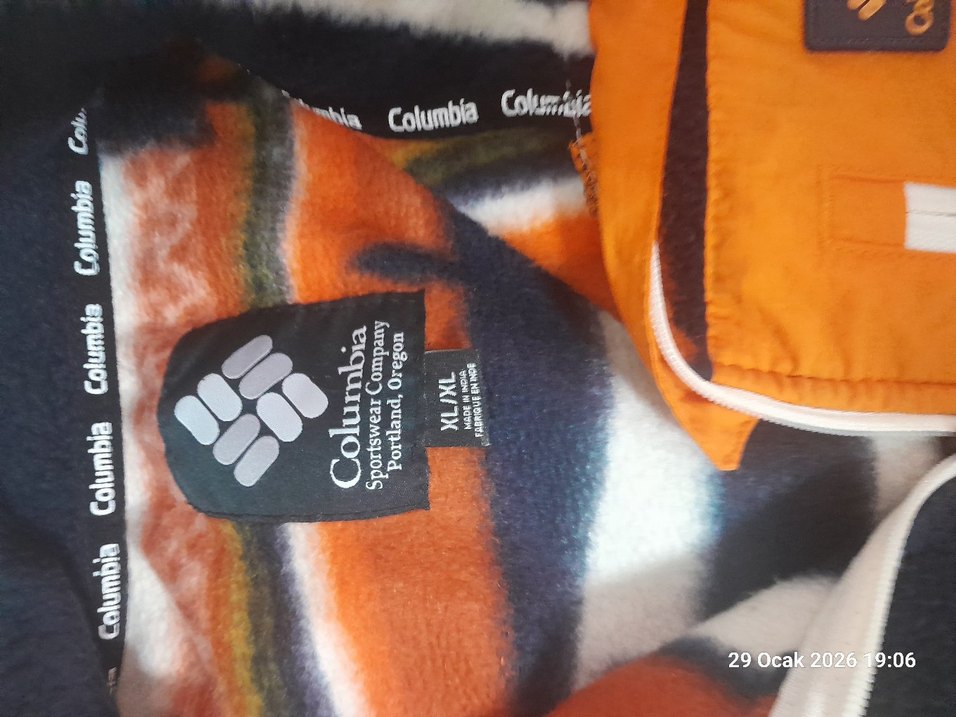 Columbia
Columbia
Columbia
Columbia
Columbia
Columbia
Columbia
Sportswear Company
Portland, Oregon
XL/XL
MADE IN INDIA
FABRIQUÉ EN INDE
29 Ocak 2026 19:06